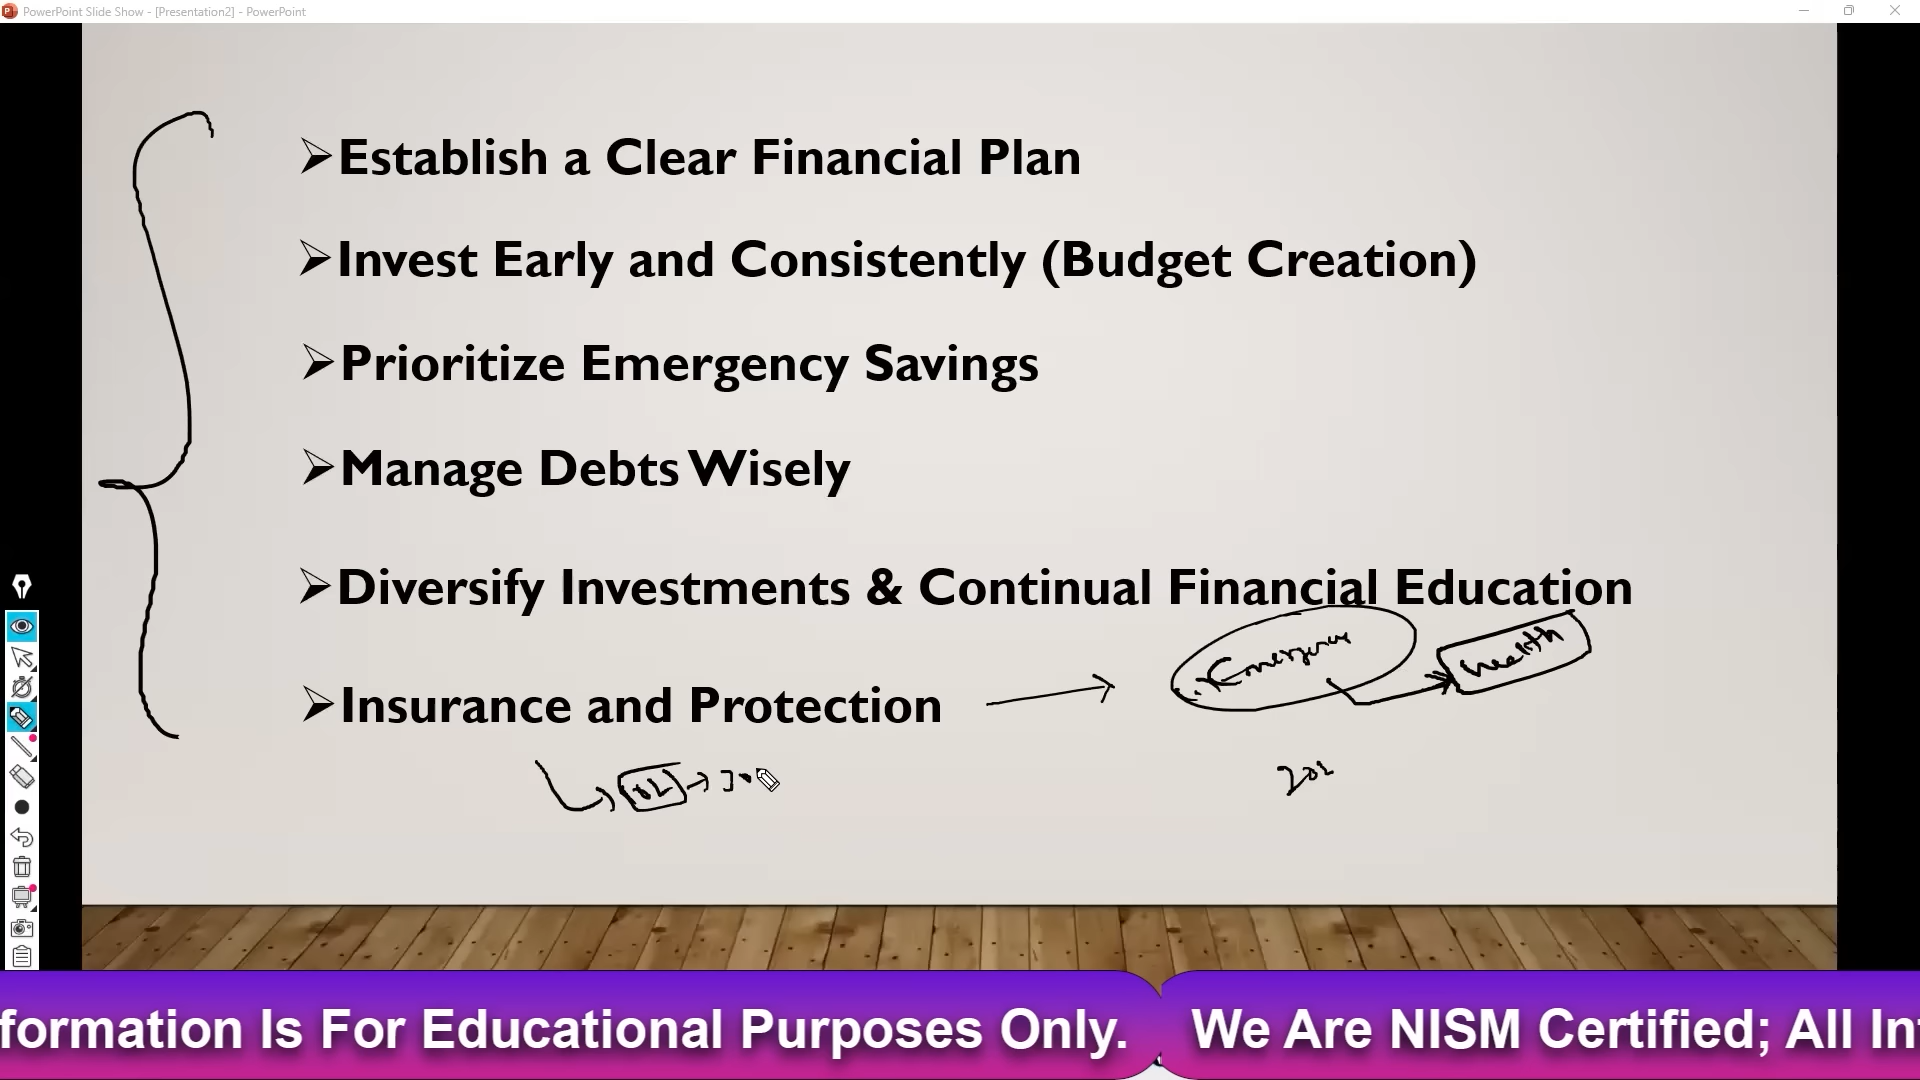 PowerPoint Slide Show - [Presentation2] - PowerPoint
Establish a Clear Financial Plan
Invest Early and Consistently (Budget Creation)
Prioritize Emergency Savings
Manage Debts Wisely
Diversify Investments & Continual Financial Education
Health
Insurance and Protection
formation Is For Educational Purposes Only. We Are NISM Certified; All In